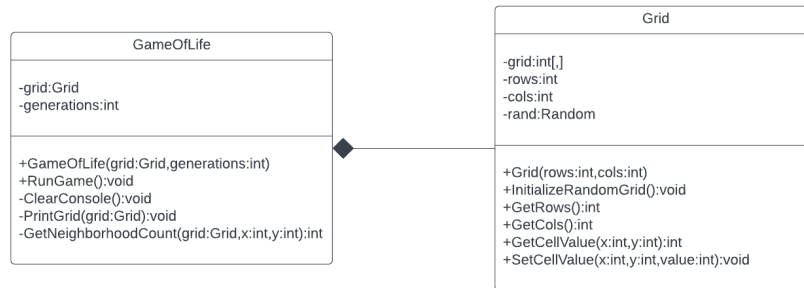 GameOfLife
-grid:Grid
-generations:int
+GameOfLife(grid:Grid,generations:int)
+RunGame():void
-ClearConsole():void
-PrintGrid(grid:Grid):void
-GetNeighborhoodCount(grid:Grid,x:int,y:int):int
Grid
-grid:int[,]
-rows:int
-cols:int
-rand:Random
+Grid(rows:int,cols:int)
+InitializeRandomGrid():void
+GetRows():int
+GetCols():int
+GetCellValue(x:int,y:int):int
+SetCellValue(x:int,y:int,value:int):void